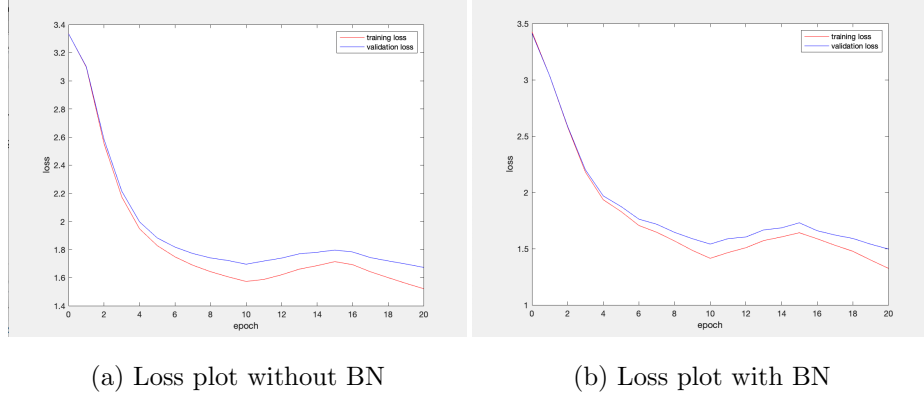 3.4
3.2
3
2.8
2.6
2.4
2.2
2
1.8
1.6
1.4
loss
0 2 4 6 8 10 12 14 16 18 20
epoch
training loss
validation loss
(a) Loss plot without BN
3.5
3
2.5
2
1.5
1
loss
0 2 4 6 8 10 12 14 16 18 20
epoch
training loss
validation loss
(b) Loss plot with BN